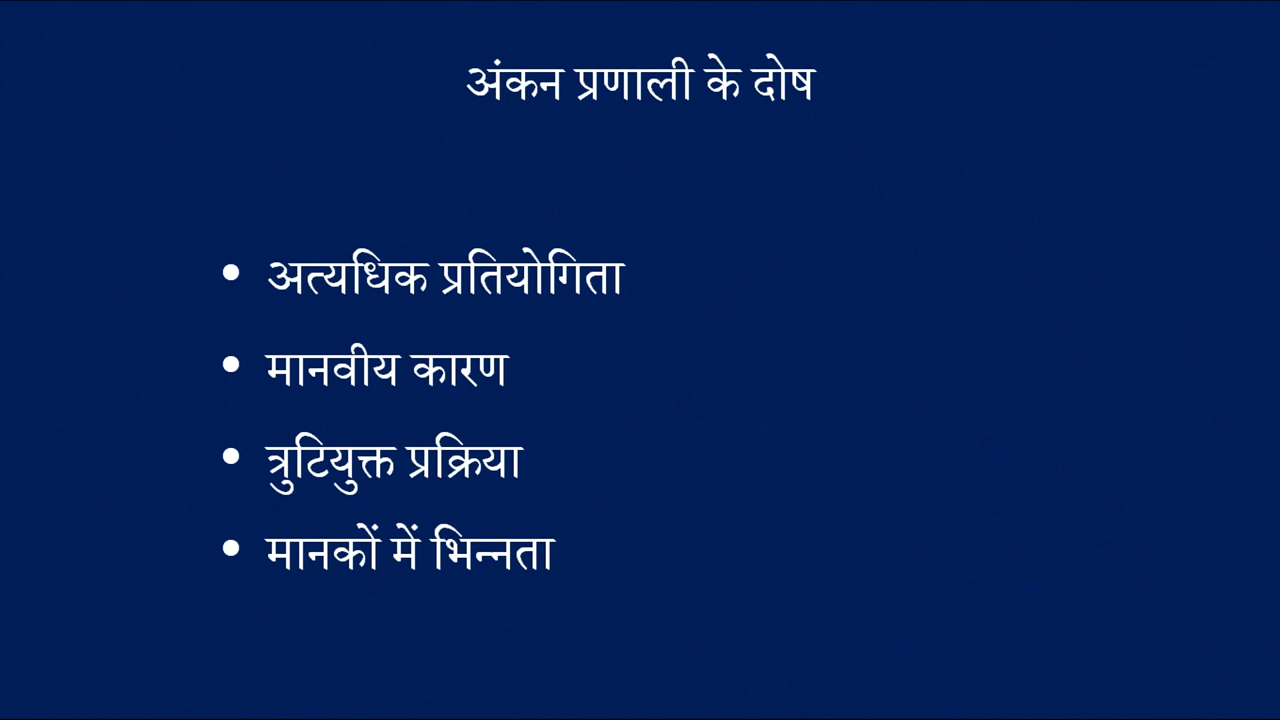 अंकन प्रणाली के दोष
• अत्यधिक प्रतियोगिता
• मानवीय कारण
• त्रुटियुक्त प्रक्रिया
• मानकों में भिन्नता